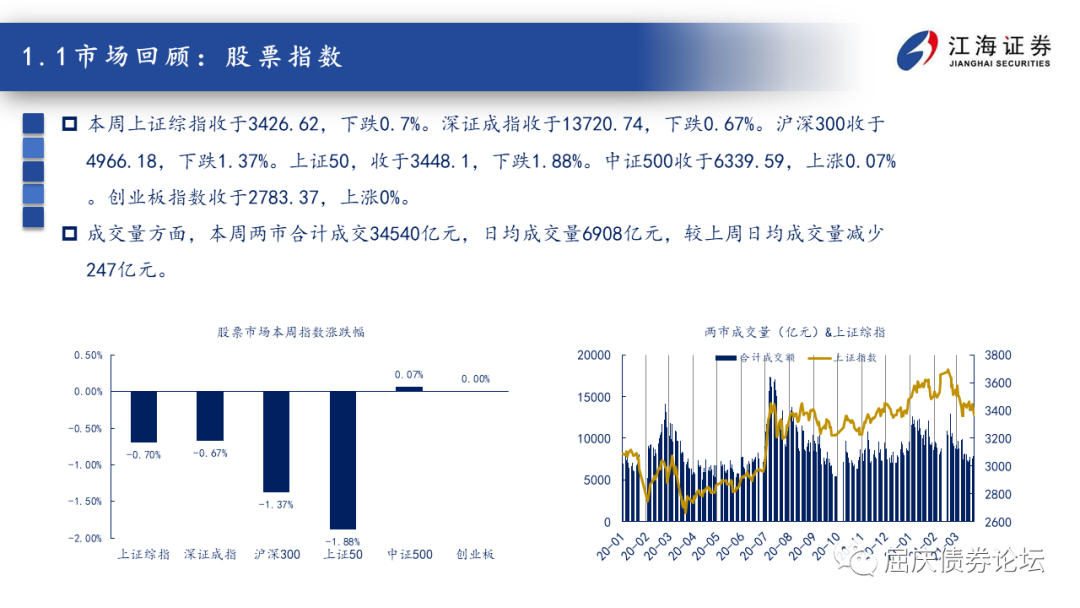 1.1市场回顾：股票指数
江海证券
JIANGHAI SECURITIES
本周上证综指收于3426.62，下跌0.7%。深证成指收于13720.74，下跌0.67%。沪深300收于
4966.18，下跌1.37%。上证50，收于3448.1，下跌1.88%。中证500收于6339.59，上涨0.07%
。创业板指数收于2783.37，上涨0%。
成交量方面，本周两市合计成交34540亿元，日均成交量6908亿元，较上周日均成交量减少
247亿元。
股票市场本周指数涨跌幅
0.50%
0.00%
-0.50%
-1.00%
-1.50%
-2.00%
-0.70%
-0.67%
-1.37%
-1.88%
0.07%
0.00%
上证综指 深证成指 沪深300 上证50 中证500 创业板
两市成交量（亿元）&上证综指
合计成交额 上证指数
20000
15000
10000
5000
0
3800
3600
3400
3200
3000
2800
2600
20-01 20-02 20-03 20-04 20-05 20-06 20-07 20-08 20-09 20-10 20-11 20-12 21-01 21-02 21-03
屈庆债券论坛